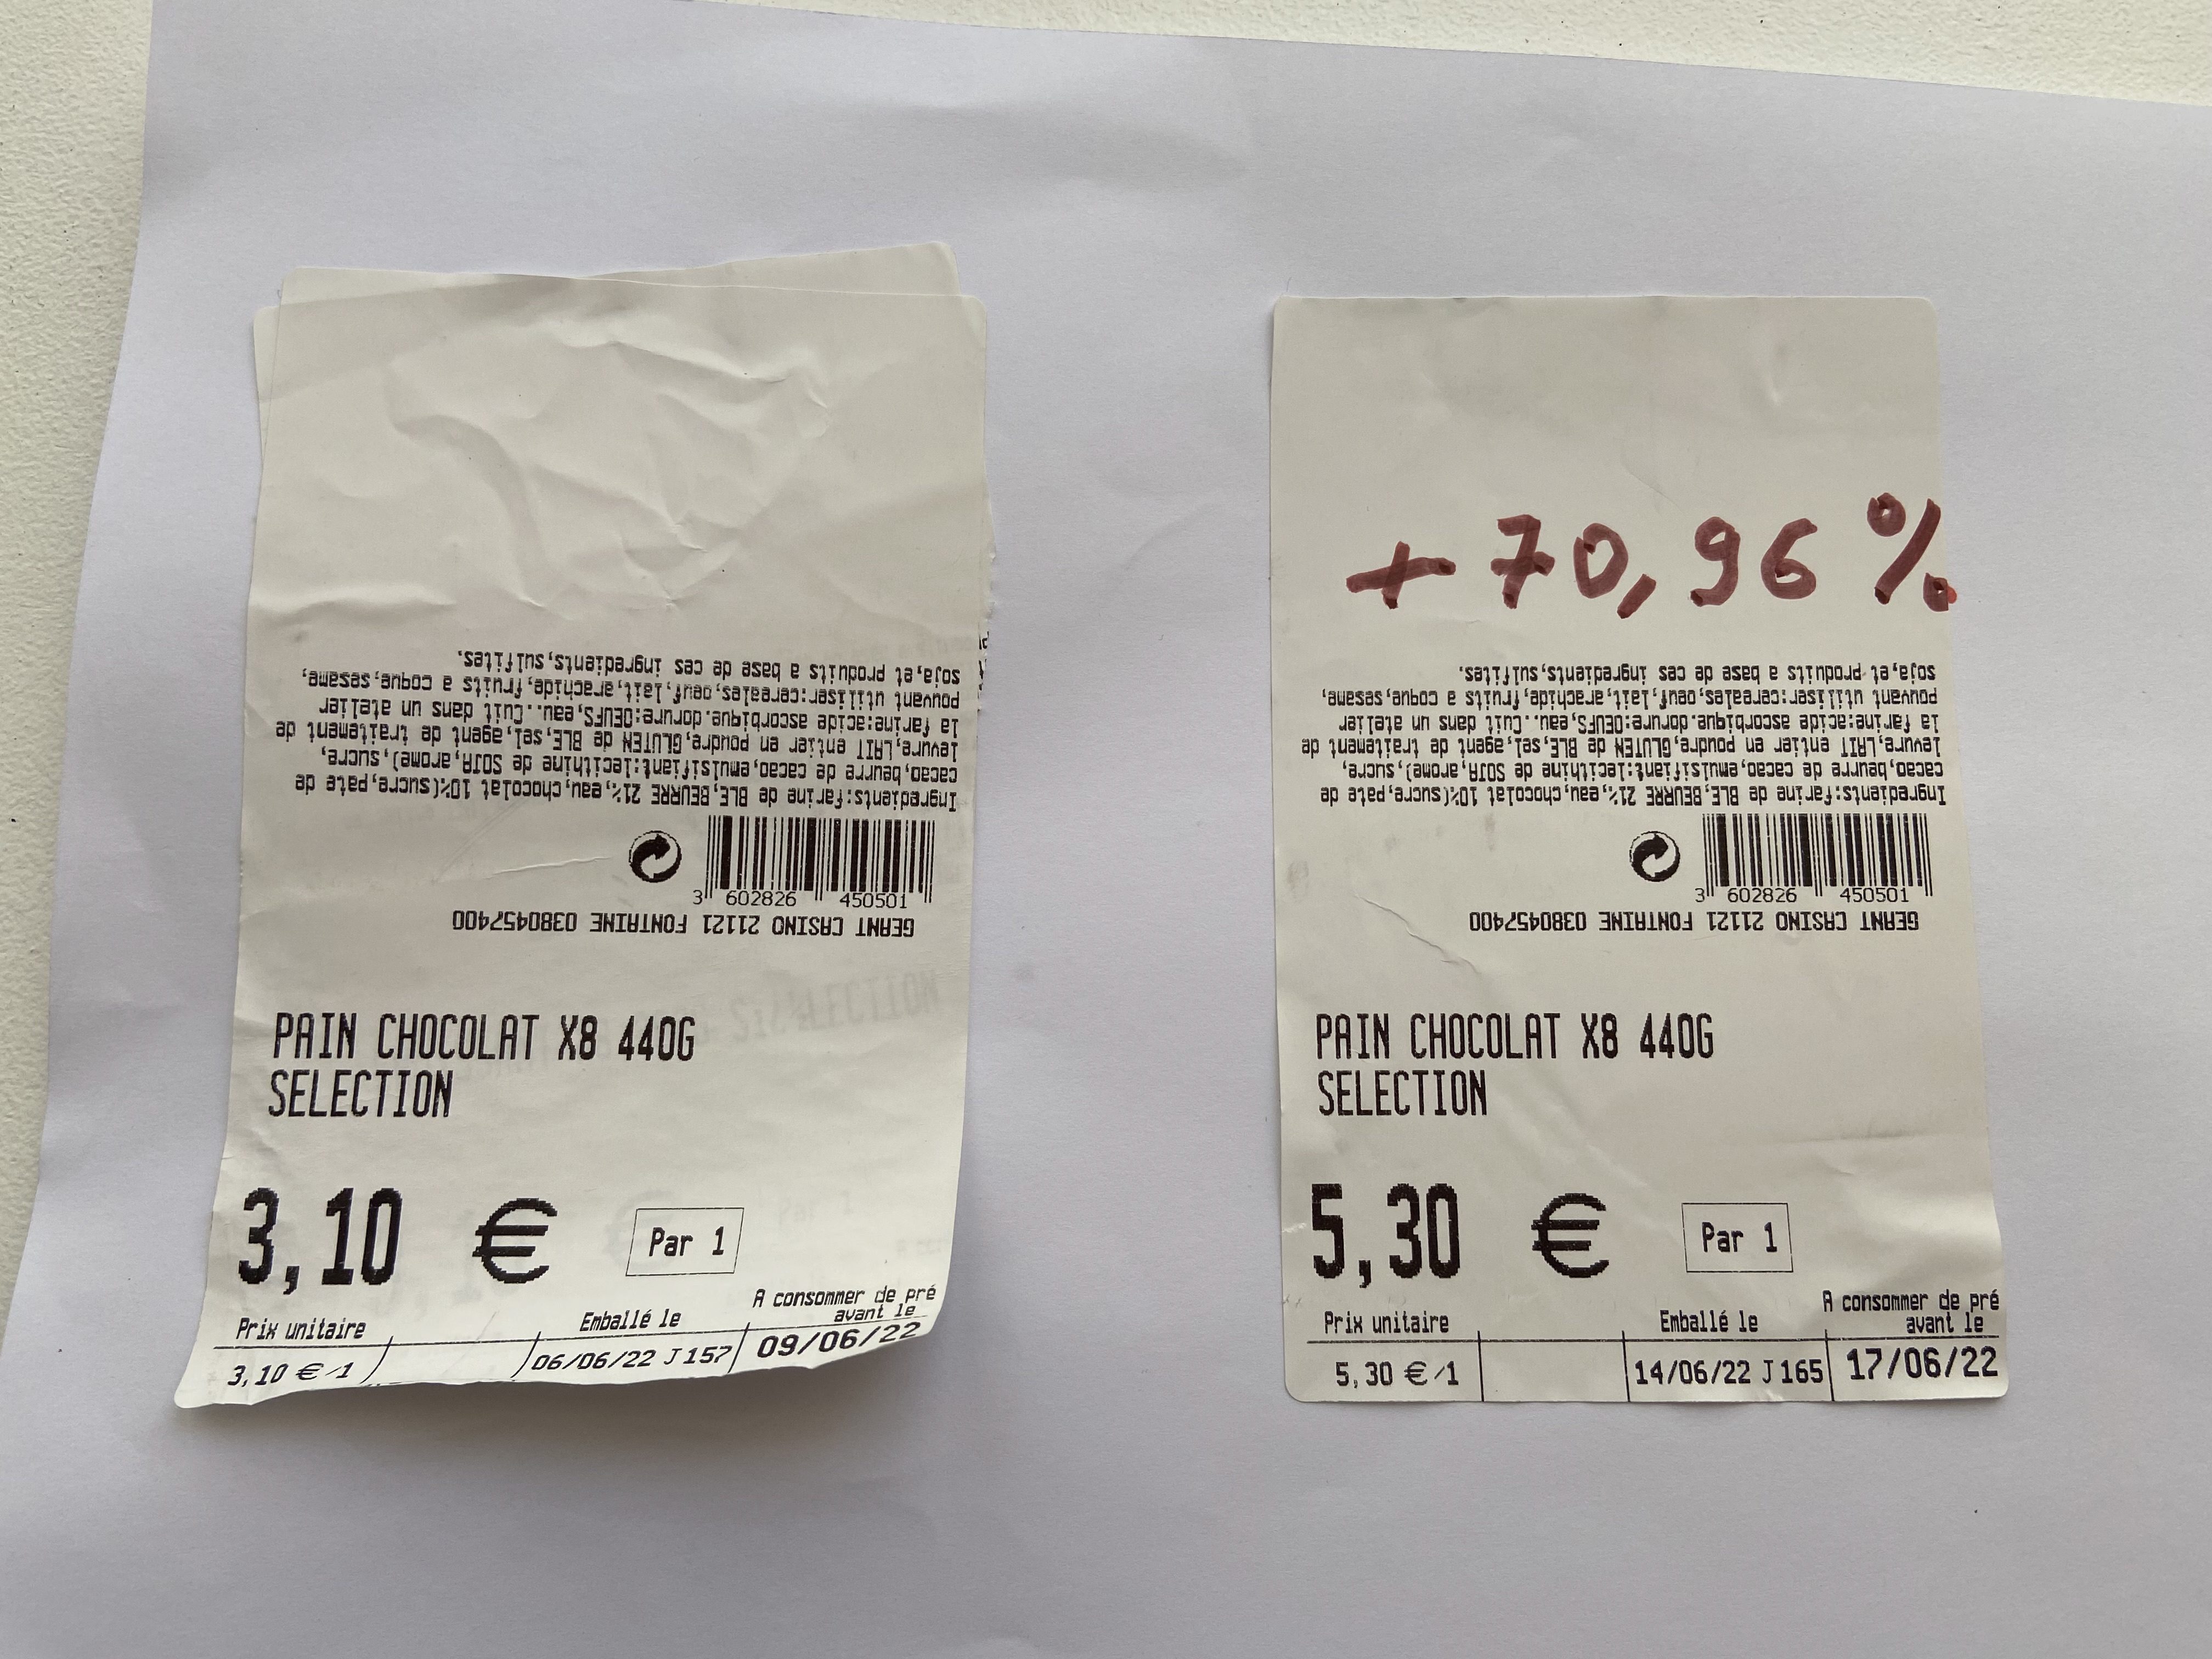 soja,et,produits a base de ces ingredients,sulfites.
pouvant utiliser:cereales,oeuf,lait,arachide,fruits a coque,sesame,
la farine:acide ascorbique.dorure:OEUFS,eau..Cuit dans un atelier
levure,LAIT entier en poudre,GLUTEN de BLE,sel,agent de traitement de
cacao,beurre de cacao,emulsifiant:lecithine de SOJA,arome),sucre,
Ingredients:farine de BLE,BEURRE 21%,eau,chocolat 10%(sucre,pate de
3 602826 450501
GEANT CASINO 21121 FONTAINE 0380457400
PAIN CHOCOLAT X8 440G
SELECTION
3,10 € Par 1
Prix unitaire Emballé le A consommer de pré
avant le
3,10 €/1 06/06/22 J157 09/06/22
+ 70,96 %
soja,et,produits a base de ces ingredients,sulfites.
pouvant utiliser:cereales,oeuf,lait,arachide,fruits a coque,sesame,
la farine:acide ascorbique.dorure:OEUFS,eau..Cuit dans un atelier
levure,LAIT entier en poudre,GLUTEN de BLE,sel,agent de traitement de
cacao,beurre de cacao,emulsifiant:lecithine de SOJA,arome),sucre,
Ingredients:farine de BLE,BEURRE 21%,eau,chocolat 10%(sucre,pate de
3 602826 450501
GEANT CASINO 21121 FONTAINE 0380457400
PAIN CHOCOLAT X8 440G
SELECTION
5,30 € Par 1
Prix unitaire Emballé le A consommer de pré
avant le
5,30 €/1 14/06/22 J165 17/06/22